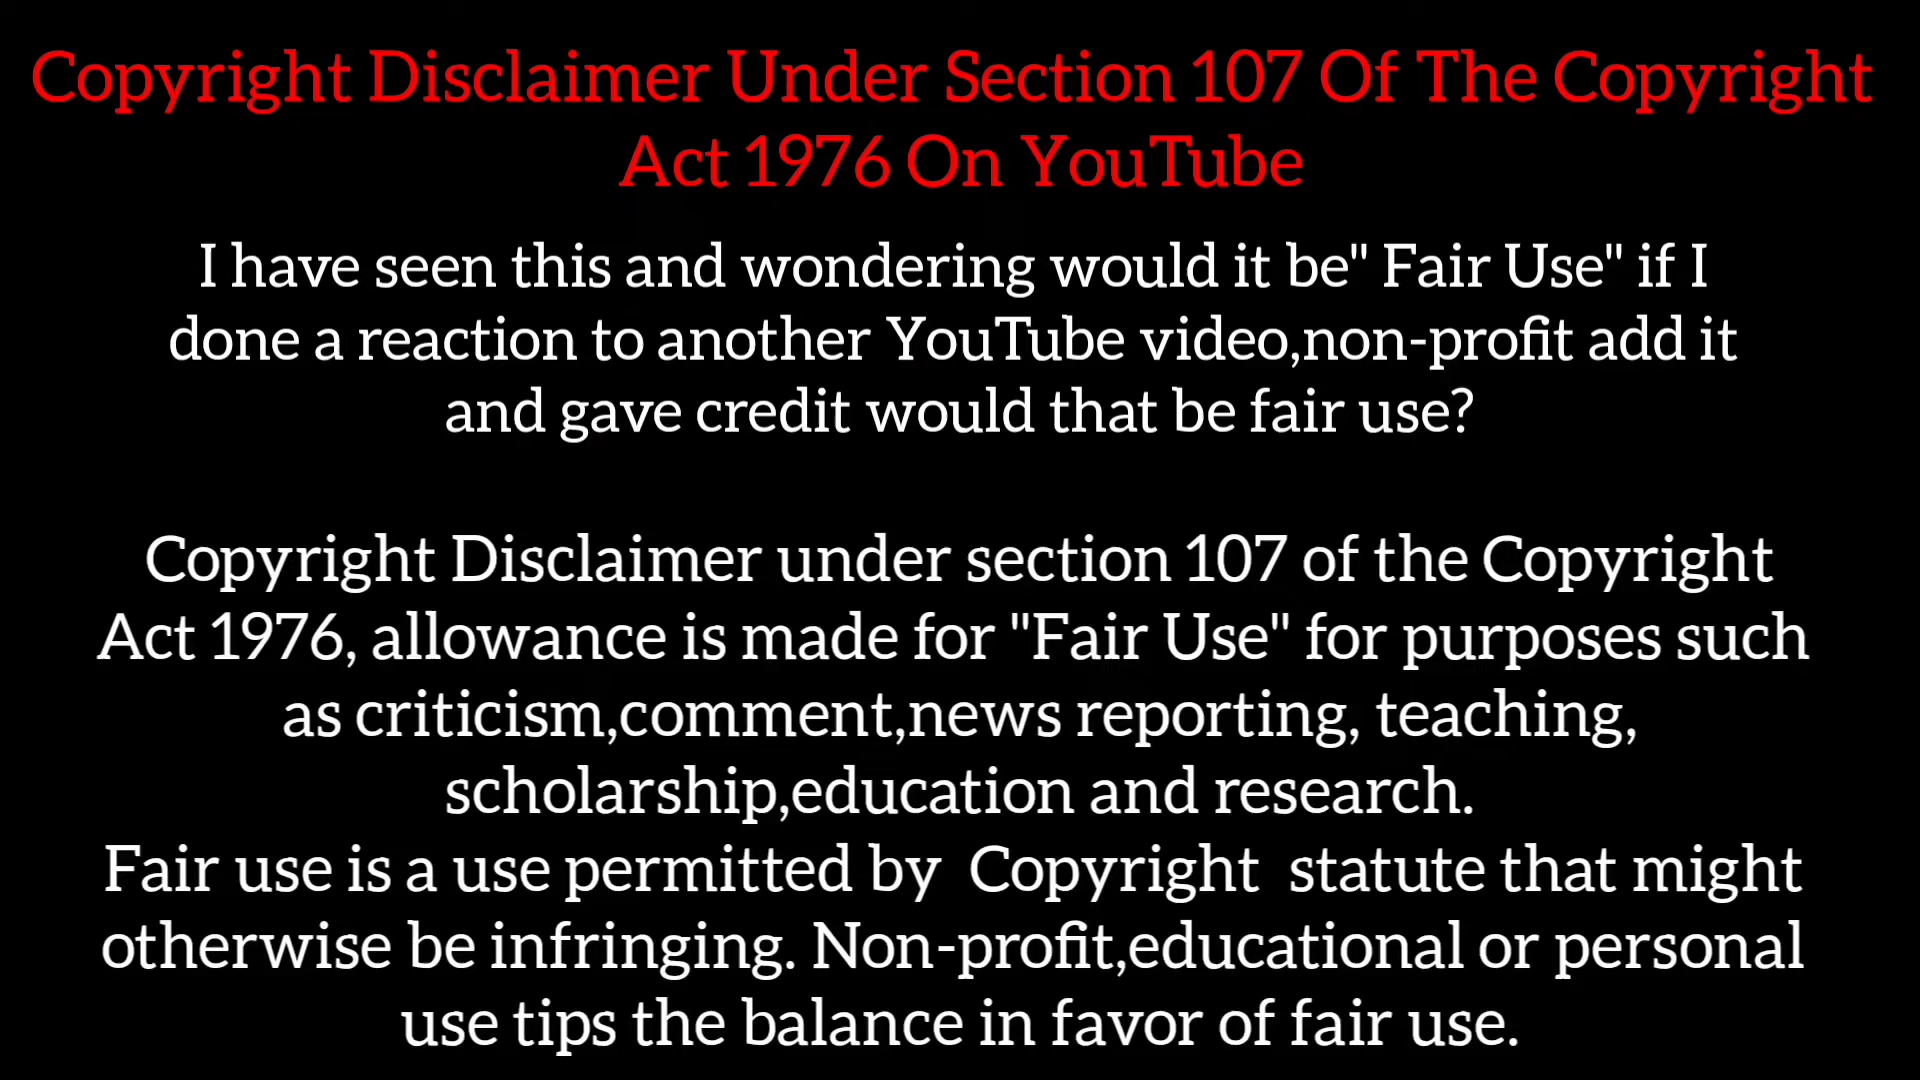 Copyright Disclaimer Under Section 107 Of The Copyright
Act 1976 On YouTube
I have seen this and wondering would it be" Fair Use" if I
done a reaction to another YouTube video,non-profit add it
and gave credit would that be fair use?
Copyright Disclaimer under section 107 of the Copyright
Act 1976, allowance is made for "Fair Use" for purposes such
as criticism,comment,news reporting, teaching,
scholarship,education and research.
Fair use is a use permitted by  Copyright  statute that might
otherwise be infringing. Non-profit,educational or personal
use tips the balance in favor of fair use.